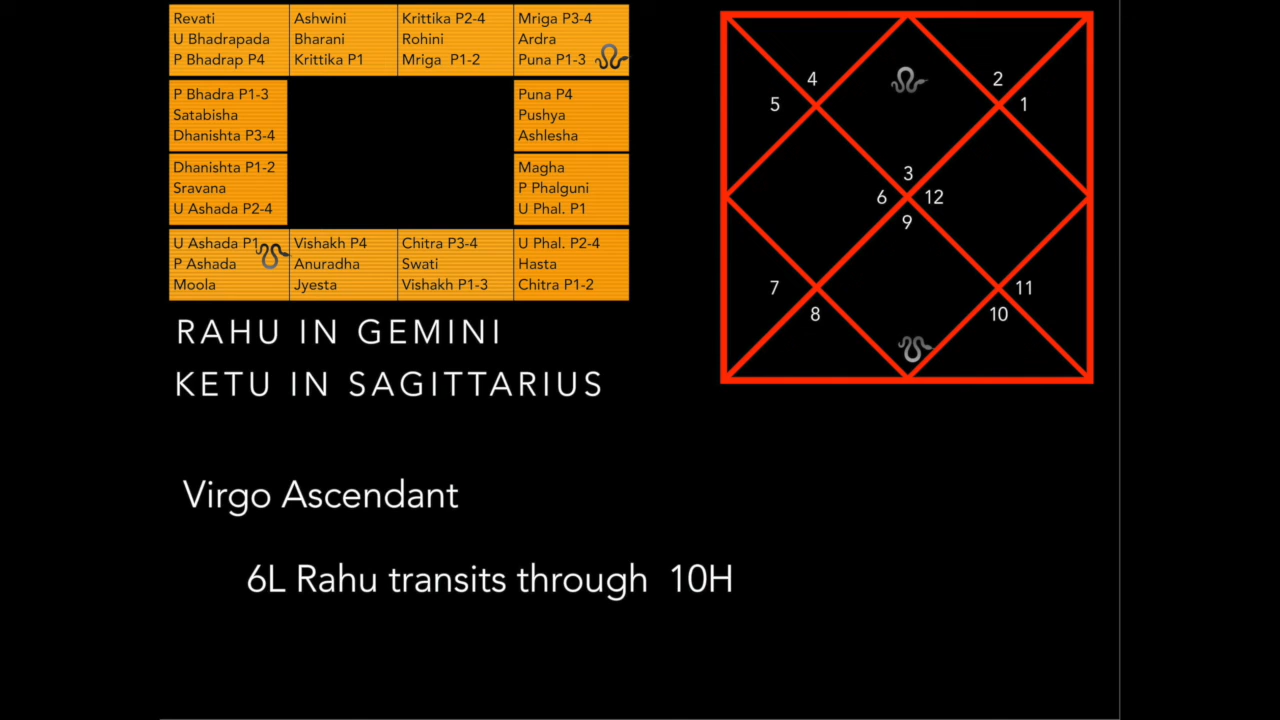 Revati
U Bhadrapada
P Bhadrap P4
Ashwini
Bharani
Krittika P1
Krittika P2-4
Rohini
Mriga P1-2
Mriga P3-4
Ardra
Puna P1-3
P Bhadra P1-3
Satabisha
Dhanishta P3-4
Puna P4
Pushya
Ashlesha
Dhanishta P1-2
Sravana
U Ashada P2-4
Magha
P Phalguni
U Phal. P1
U Ashada P1
P Ashada
Moola
Vishakh P4
Anuradha
Jyesta
Chitra P3-4
Swati
Vishakh P1-3
U Phal. P2-4
Hasta
Chitra P1-2
4
2
5
1
3
6
12
9
7
11
8
10
RAHU IN GEMINI
KETU IN SAGITTARIUS
Virgo Ascendant
6L Rahu transits through 10H